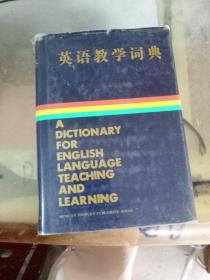 英语教学词典
A
DICTIONARY
FOR
ENGLISH
LANGUAGE
TEACHING
AND
LEARNING